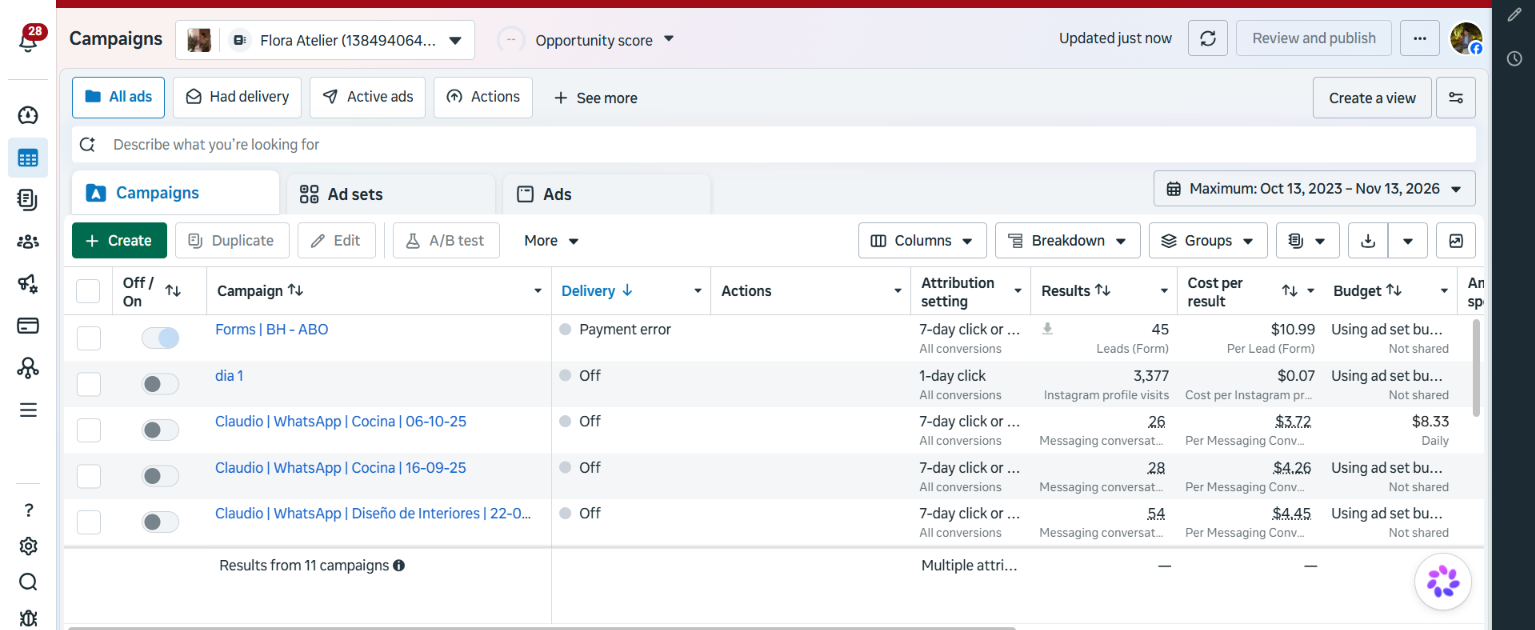 28
Campaigns
Flora Atelier (138494064...
--
Opportunity score
Updated just now
Review and publish
All ads
Had delivery
Active ads
Actions
+ See more
Create a view
Describe what you're looking for
Campaigns
Ad sets
Ads
Maximum: Oct 13, 2023 – Nov 13, 2026
+ Create
Duplicate
Edit
A/B test
More
Columns
Breakdown
Groups
Off / On
Campaign
Delivery
Actions
Attribution setting
Results
Cost per result
Budget
An
sp
Forms | BH - ABO
Payment error
7-day click or ...
All conversions
45
Leads (Form)
$10.99
Per Lead (Form)
Using ad set bu...
Not shared
dia 1
Off
1-day click
All conversions
3,377
Instagram profile visits
$0.07
Cost per Instagram pr...
Using ad set bu...
Not shared
Claudio | WhatsApp | Cocina | 06-10-25
Off
7-day click or ...
All conversions
26
Messaging conversat...
$3.72
Per Messaging Conv...
$8.33
Daily
Claudio | WhatsApp | Cocina | 16-09-25
Off
7-day click or ...
All conversions
28
Messaging conversat...
$4.26
Per Messaging Conv...
Using ad set bu...
Not shared
Claudio | WhatsApp | Diseño de Interiores | 22-0...
Off
7-day click or ...
All conversions
54
Messaging conversat...
$4.45
Per Messaging Conv...
Using ad set bu...
Not shared
Results from 11 campaigns
Multiple attri...
—
—